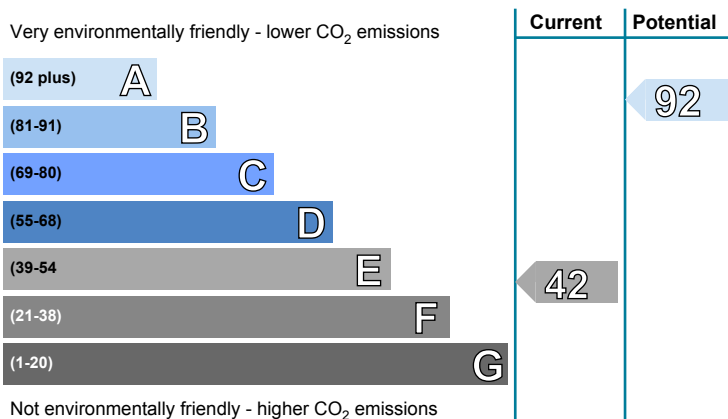 Current Potential
Very environmentally friendly - lower CO2 emissions
(92 plus) A
92
(81-91) B
(69-80) C
(55-68) D
(39-54 E
42
(21-38) F
(1-20) G
Not environmentally friendly - higher CO2 emissions